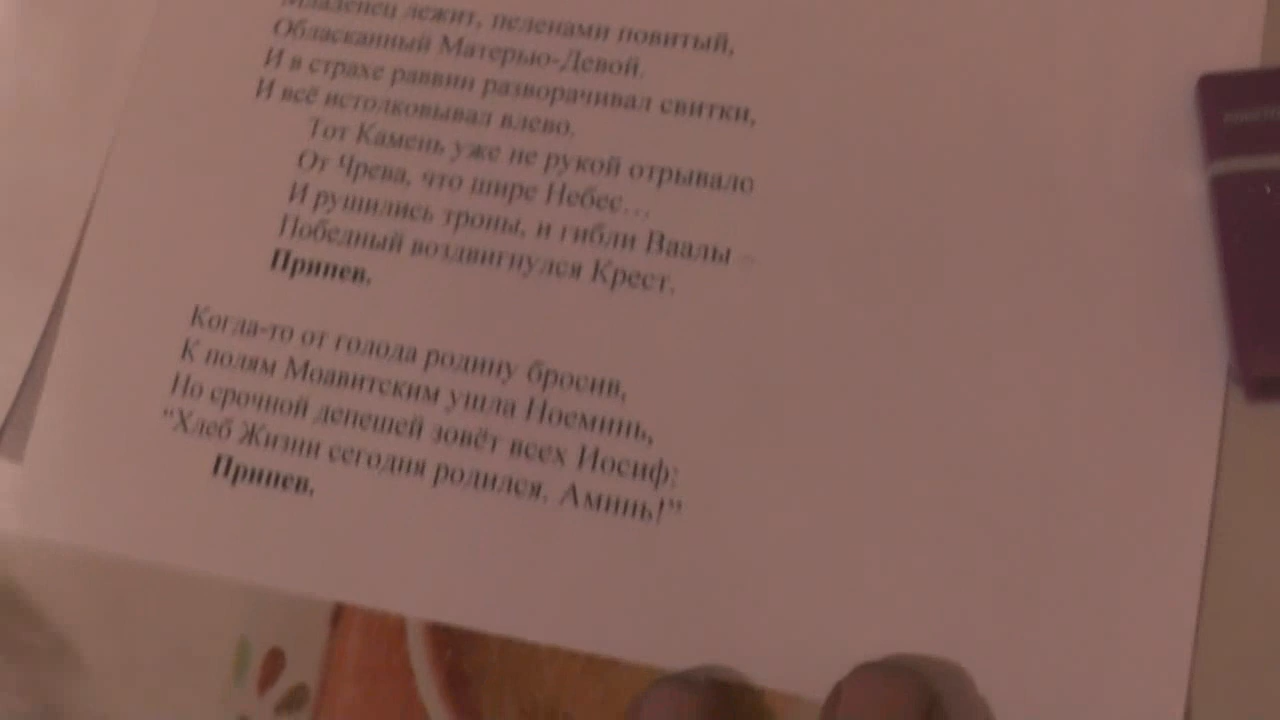 Младенец лежит, пеленами повитый,
Обласканный Матерью-Девой.
И в страхе раввин разворачивал свитки,
И всё истолковывал влево.
Тот Камень уже не рукой отрывало
От Чрева, что шире Небес...
И рушились троны, и гибли Ваалы –
Победный воздвигнулся Крест.
Припев.
Когда-то от голода родину бросив,
К полям Моавитским ушла Ноеминь,
Но срочной депешей зовёт всех Иосиф:
“Хлеб Жизни сегодня родился. Аминь!”
Припев.